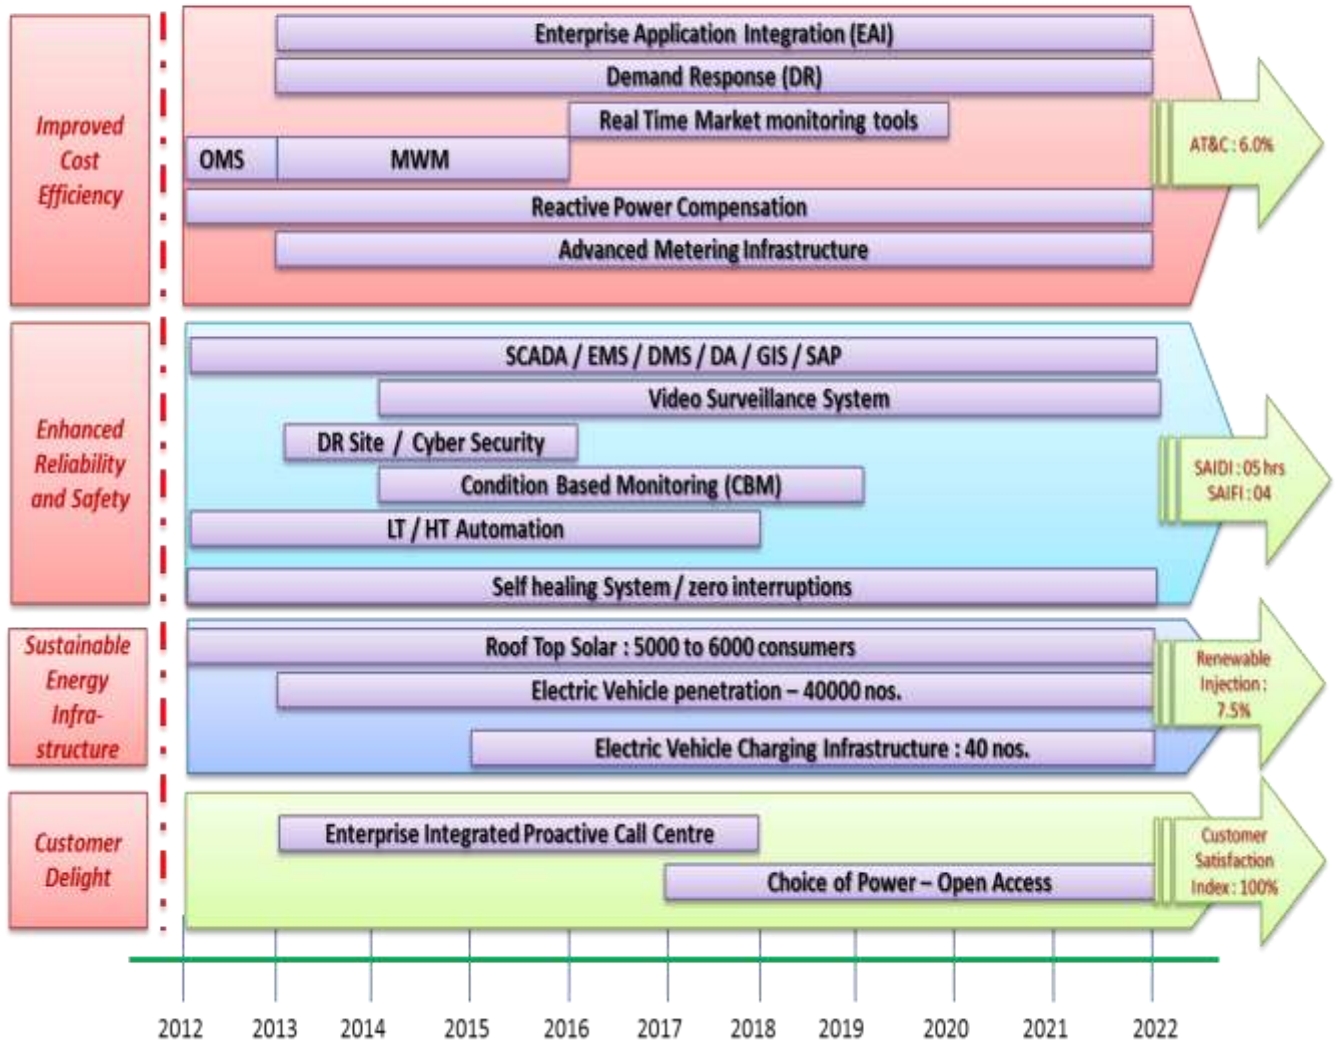 Improved
Cost
Efficiency
Enterprise Application Integration (EAI)
Demand Response (DR)
Real Time Market monitoring tools
OMS
MWM
Reactive Power Compensation
Advanced Metering Infrastructure
AT&C : 6.0%
Enhanced
Reliability
and Safety
SCADA / EMS / DMS / DA / GIS / SAP
Video Surveillance System
DR Site / Cyber Security
Condition Based Monitoring (CBM)
LT / HT Automation
Self healing System / zero interruptions
SAIDI : 05 hrs
SAIFI : 04
Sustainable
Energy
Infra-
structure
Roof Top Solar : 5000 to 6000 consumers
Electric Vehicle penetration – 40000 nos.
Electric Vehicle Charging Infrastructure : 40 nos.
Renewable
Injection :
7.5%
Customer
Delight
Enterprise Integrated Proactive Call Centre
Choice of Power – Open Access
Customer
Satisfaction
Index : 100%
2012 2013 2014 2015 2016 2017 2018 2019 2020 2021 2022